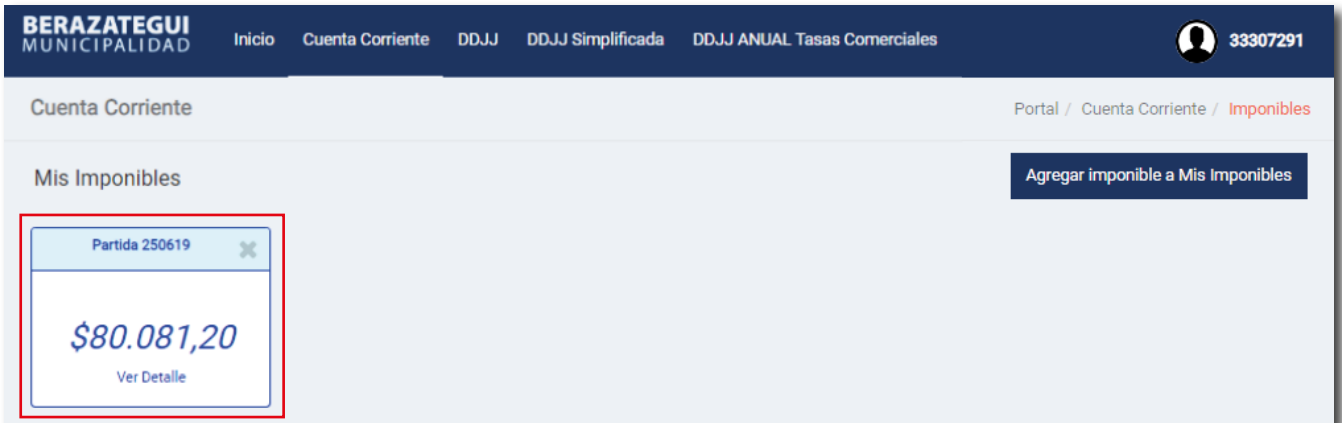 BERAZATEGUI
MUNICIPALIDAD
Inicio Cuenta Corriente DDJJ DDJJ Simplificada DDJJ ANUAL Tasas Comerciales 33307291
Cuenta Corriente Portal / Cuenta Corriente / Imponibles
Mis Imponibles Agregar imponible a Mis Imponibles
Partida 250619
$80.081,20
Ver Detalle